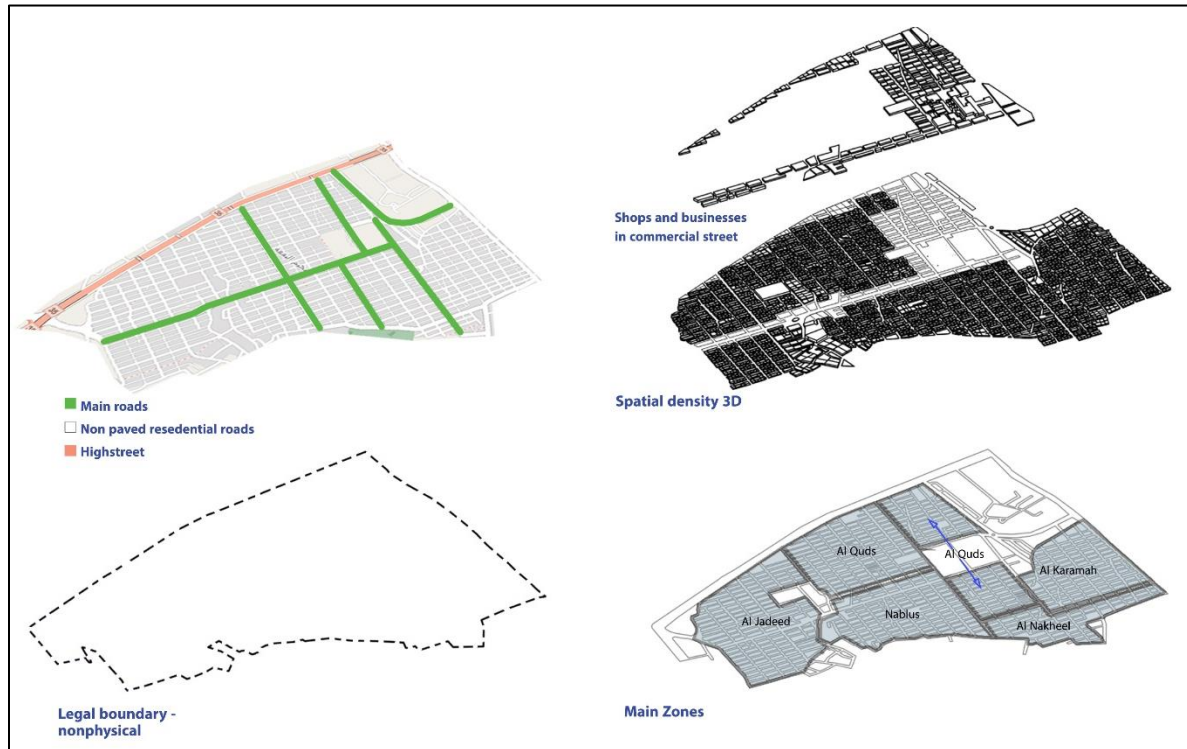 Shops and businesses
in commercial street
Main roads
Non paved resedential roads
Highstreet
Spatial density 3D
Legal boundary -
nonphysical
Al Quds
Al Quds
Al Karamah
Al Jadeed
Nablus
Al Nakheel
Main Zones